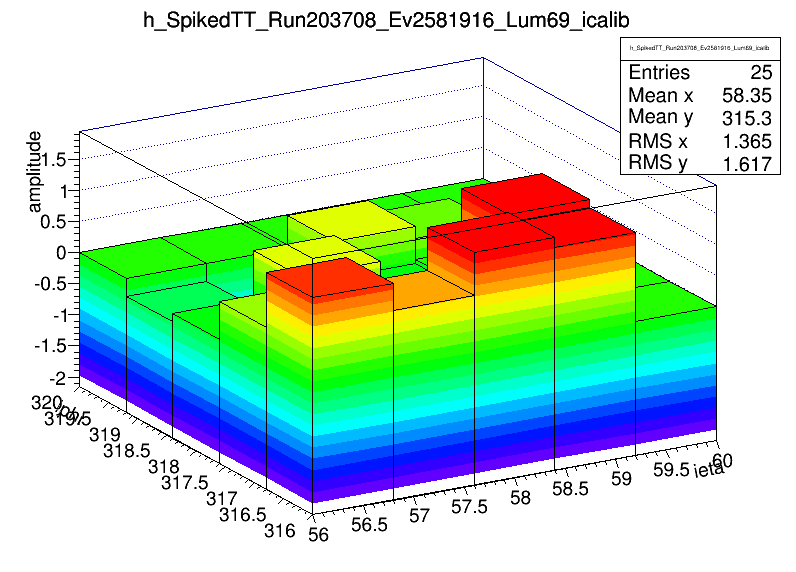 h_SpikedTT_Run203708_Ev2581916_Lum69_icalib
h_SpikedTT_Run203708_Ev2581916_Lum69_icalib
Entries 25
Mean x 58.35
Mean y 315.3
RMS x 1.365
RMS y 1.617
amplitude
1.5
1
0.5
0
-0.5
-1
-1.5
-2
320
319.5
319
318.5
318
317.5
317
316.5
316
56
56.5
57
57.5
58
58.5
59
59.5
60
ieta